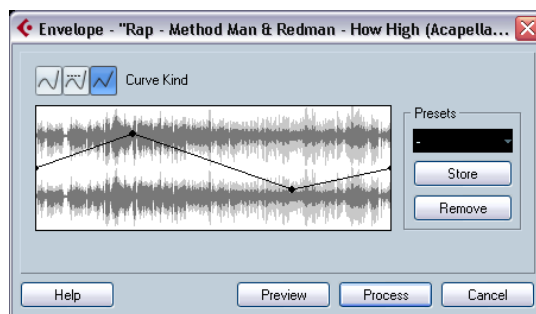 Envelope - "Rap - Method Man & Redman - How High (Acapella...
Curve Kind
Presets
-
Store
Remove
Help
Preview
Process
Cancel